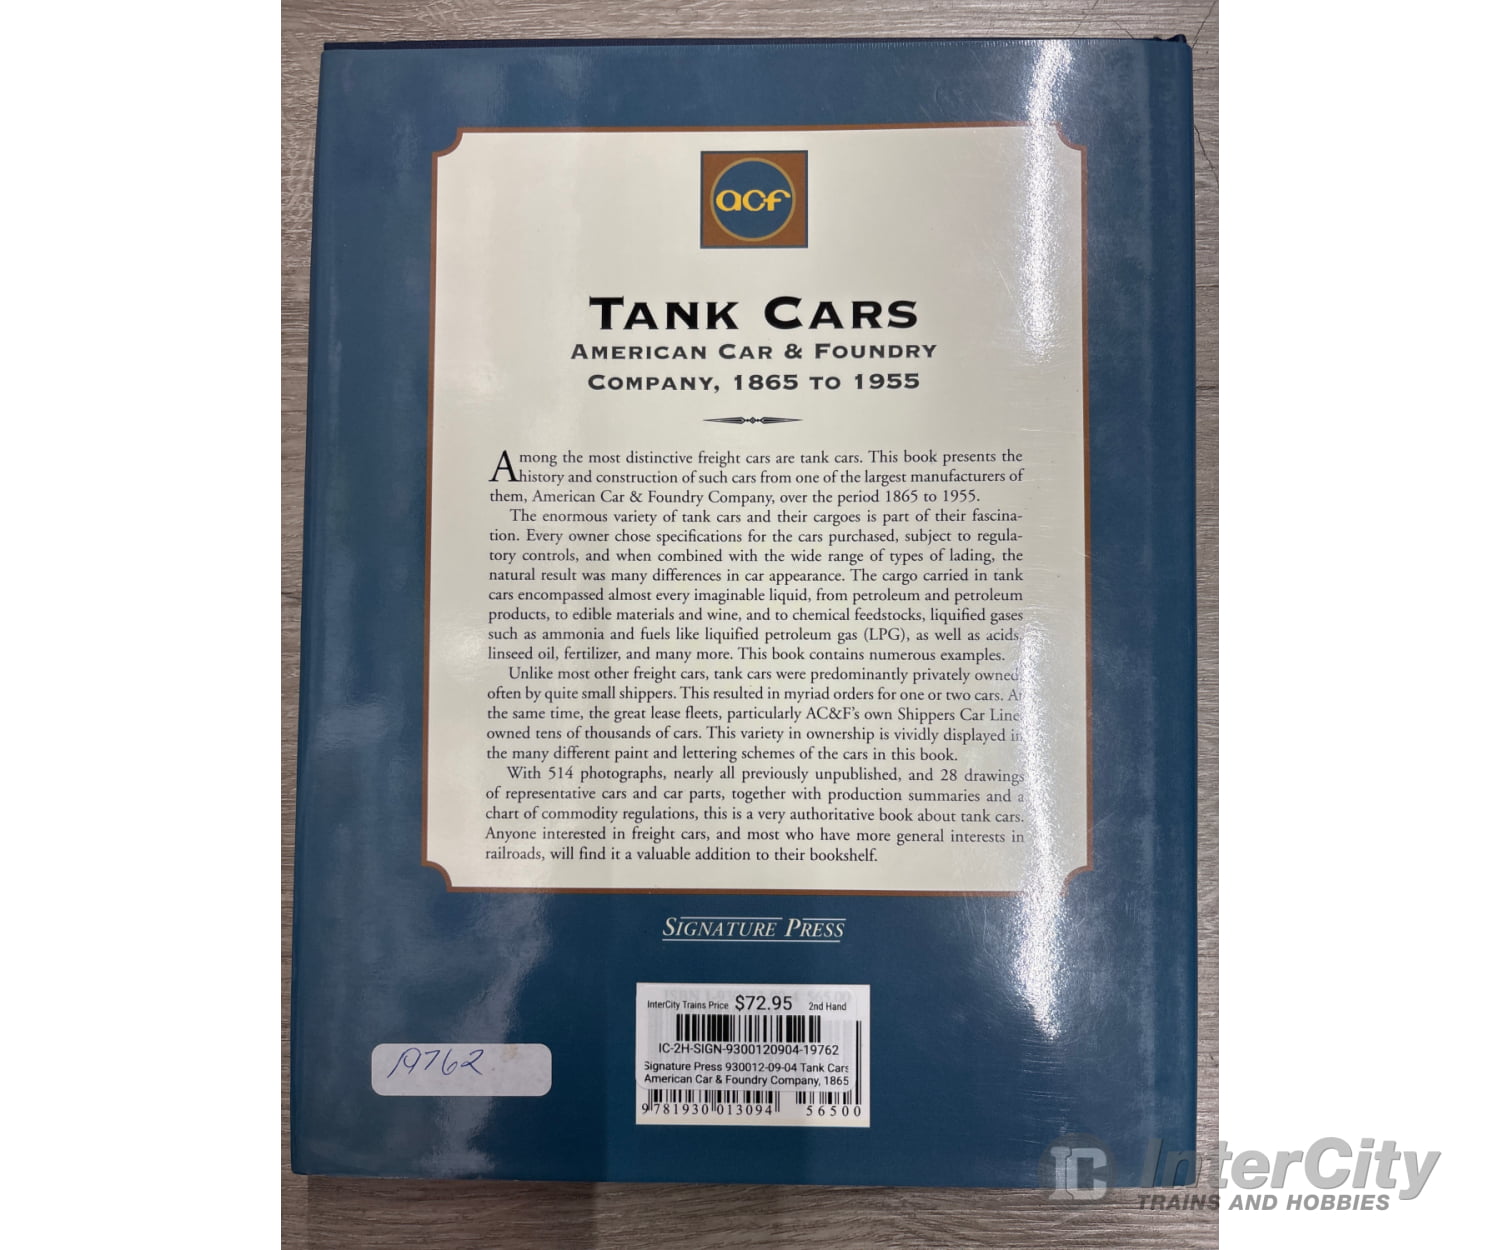 acf
TANK CARS
AMERICAN CAR & FOUNDRY
COMPANY, 1865 TO 1955
Among the most distinctive freight cars are tank cars. This book presents the
history and construction of such cars from one of the largest manufacturers of
them, American Car & Foundry Company, over the period 1865 to 1955.
The enormous variety of tank cars and their cargoes is part of their fascina-
tion. Every owner chose specifications for the cars purchased, subject to regula-
tory controls, and when combined with the wide range of types of lading, the
natural result was many differences in car appearance. The cargo carried in tank
cars encompassed almost every imaginable liquid, from petroleum and petroleum
products, to edible materials and wine, and to chemical feedstocks, liquified gases
such as ammonia and fuels like liquified petroleum gas (LPG), as well as acids,
linseed oil, fertilizer, and many more. This book contains numerous examples.
Unlike most other freight cars, tank cars were predominantly privately owned,
often by quite small shippers. This resulted in myriad orders for one or two cars. At
the same time, the great lease fleets, particularly AC&F's own Shippers Car Line,
owned tens of thousands of cars. This variety in ownership is vividly displayed in
the many different paint and lettering schemes of the cars in this book.
With 514 photographs, nearly all previously unpublished, and 28 drawings
of representative cars and car parts, together with production summaries and a
chart of commodity regulations, this is a very authoritative book about tank cars.
Anyone interested in freight cars, and most who have more general interests in
railroads, will find it a valuable addition to their bookshelf.
SIGNATURE PRESS
InterCity Trains Price $72.95 2nd Hand
IC-2H-SIGN-9300120904-19762
Signature Press 930012-09-04 Tank Cars
American Car & Foundry Company, 1865
9 781930 013094 56500
19762
IC InterCity
TRAINS AND HOBBIES